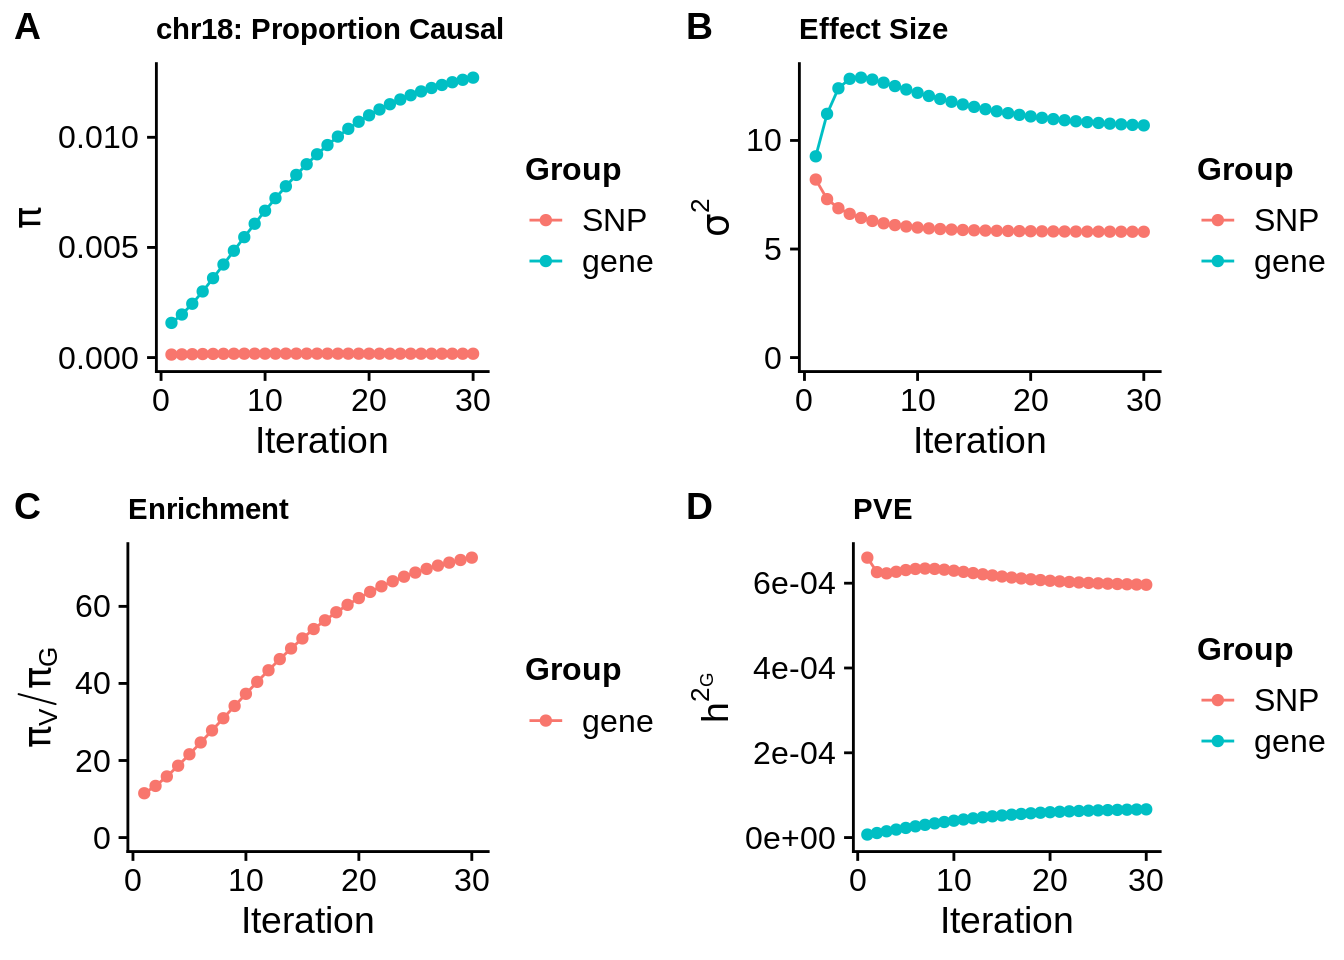 A
chr18: Proportion Causal
π
0.010
0.005
0.000
0 10 20 30
Iteration
Group
SNP
gene
B
Effect Size
σ²
10
5
0
0 10 20 30
Iteration
Group
SNP
gene
C
Enrichment
πV/πG
60
40
20
0
0 10 20 30
Iteration
Group
gene
D
PVE
h²G
6e-04
4e-04
2e-04
0e+00
0 10 20 30
Iteration
Group
SNP
gene